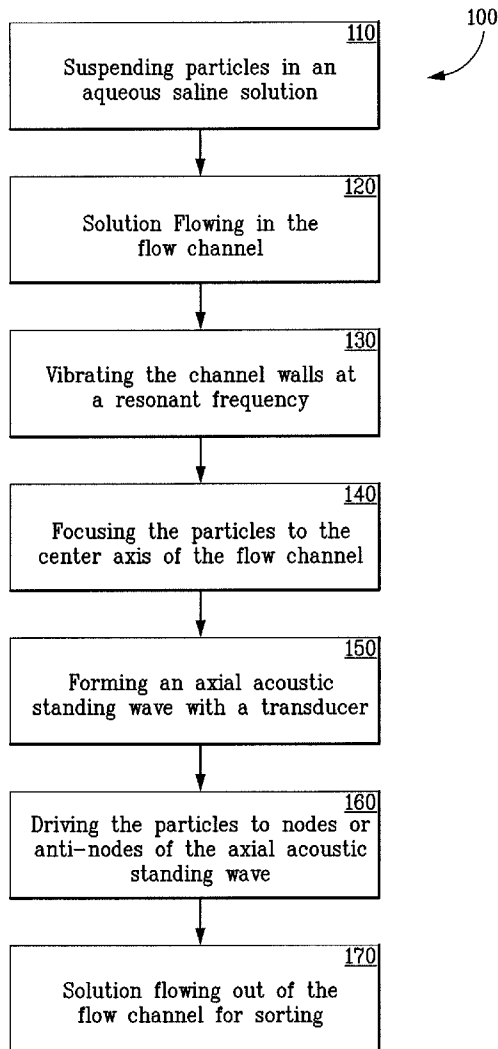 100
110
Suspending particles in an
aqueous saline solution
120
Solution Flowing in the
flow channel
130
Vibrating the channel walls at
a resonant frequency
140
Focusing the particles to the
center axis of the flow channel
150
Forming an axial acoustic
standing wave with a transducer
160
Driving the particles to nodes or
anti-nodes of the axial acoustic
standing wave
170
Solution flowing out of the
flow channel for sorting